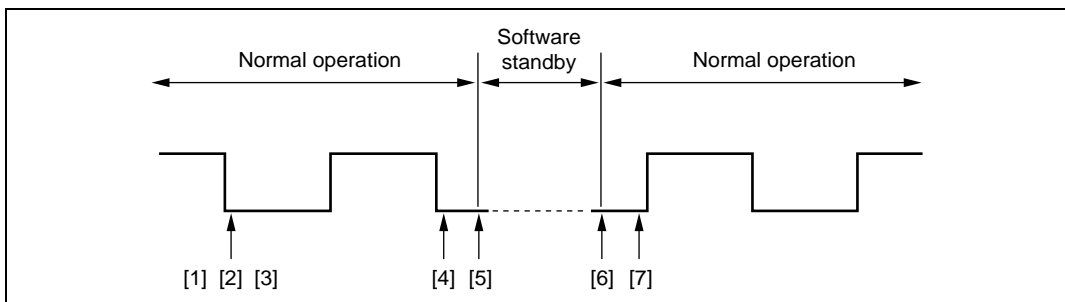 Software
standby
Normal operation
Normal operation
[1] [2] [3] [4] [5] [6] [7]